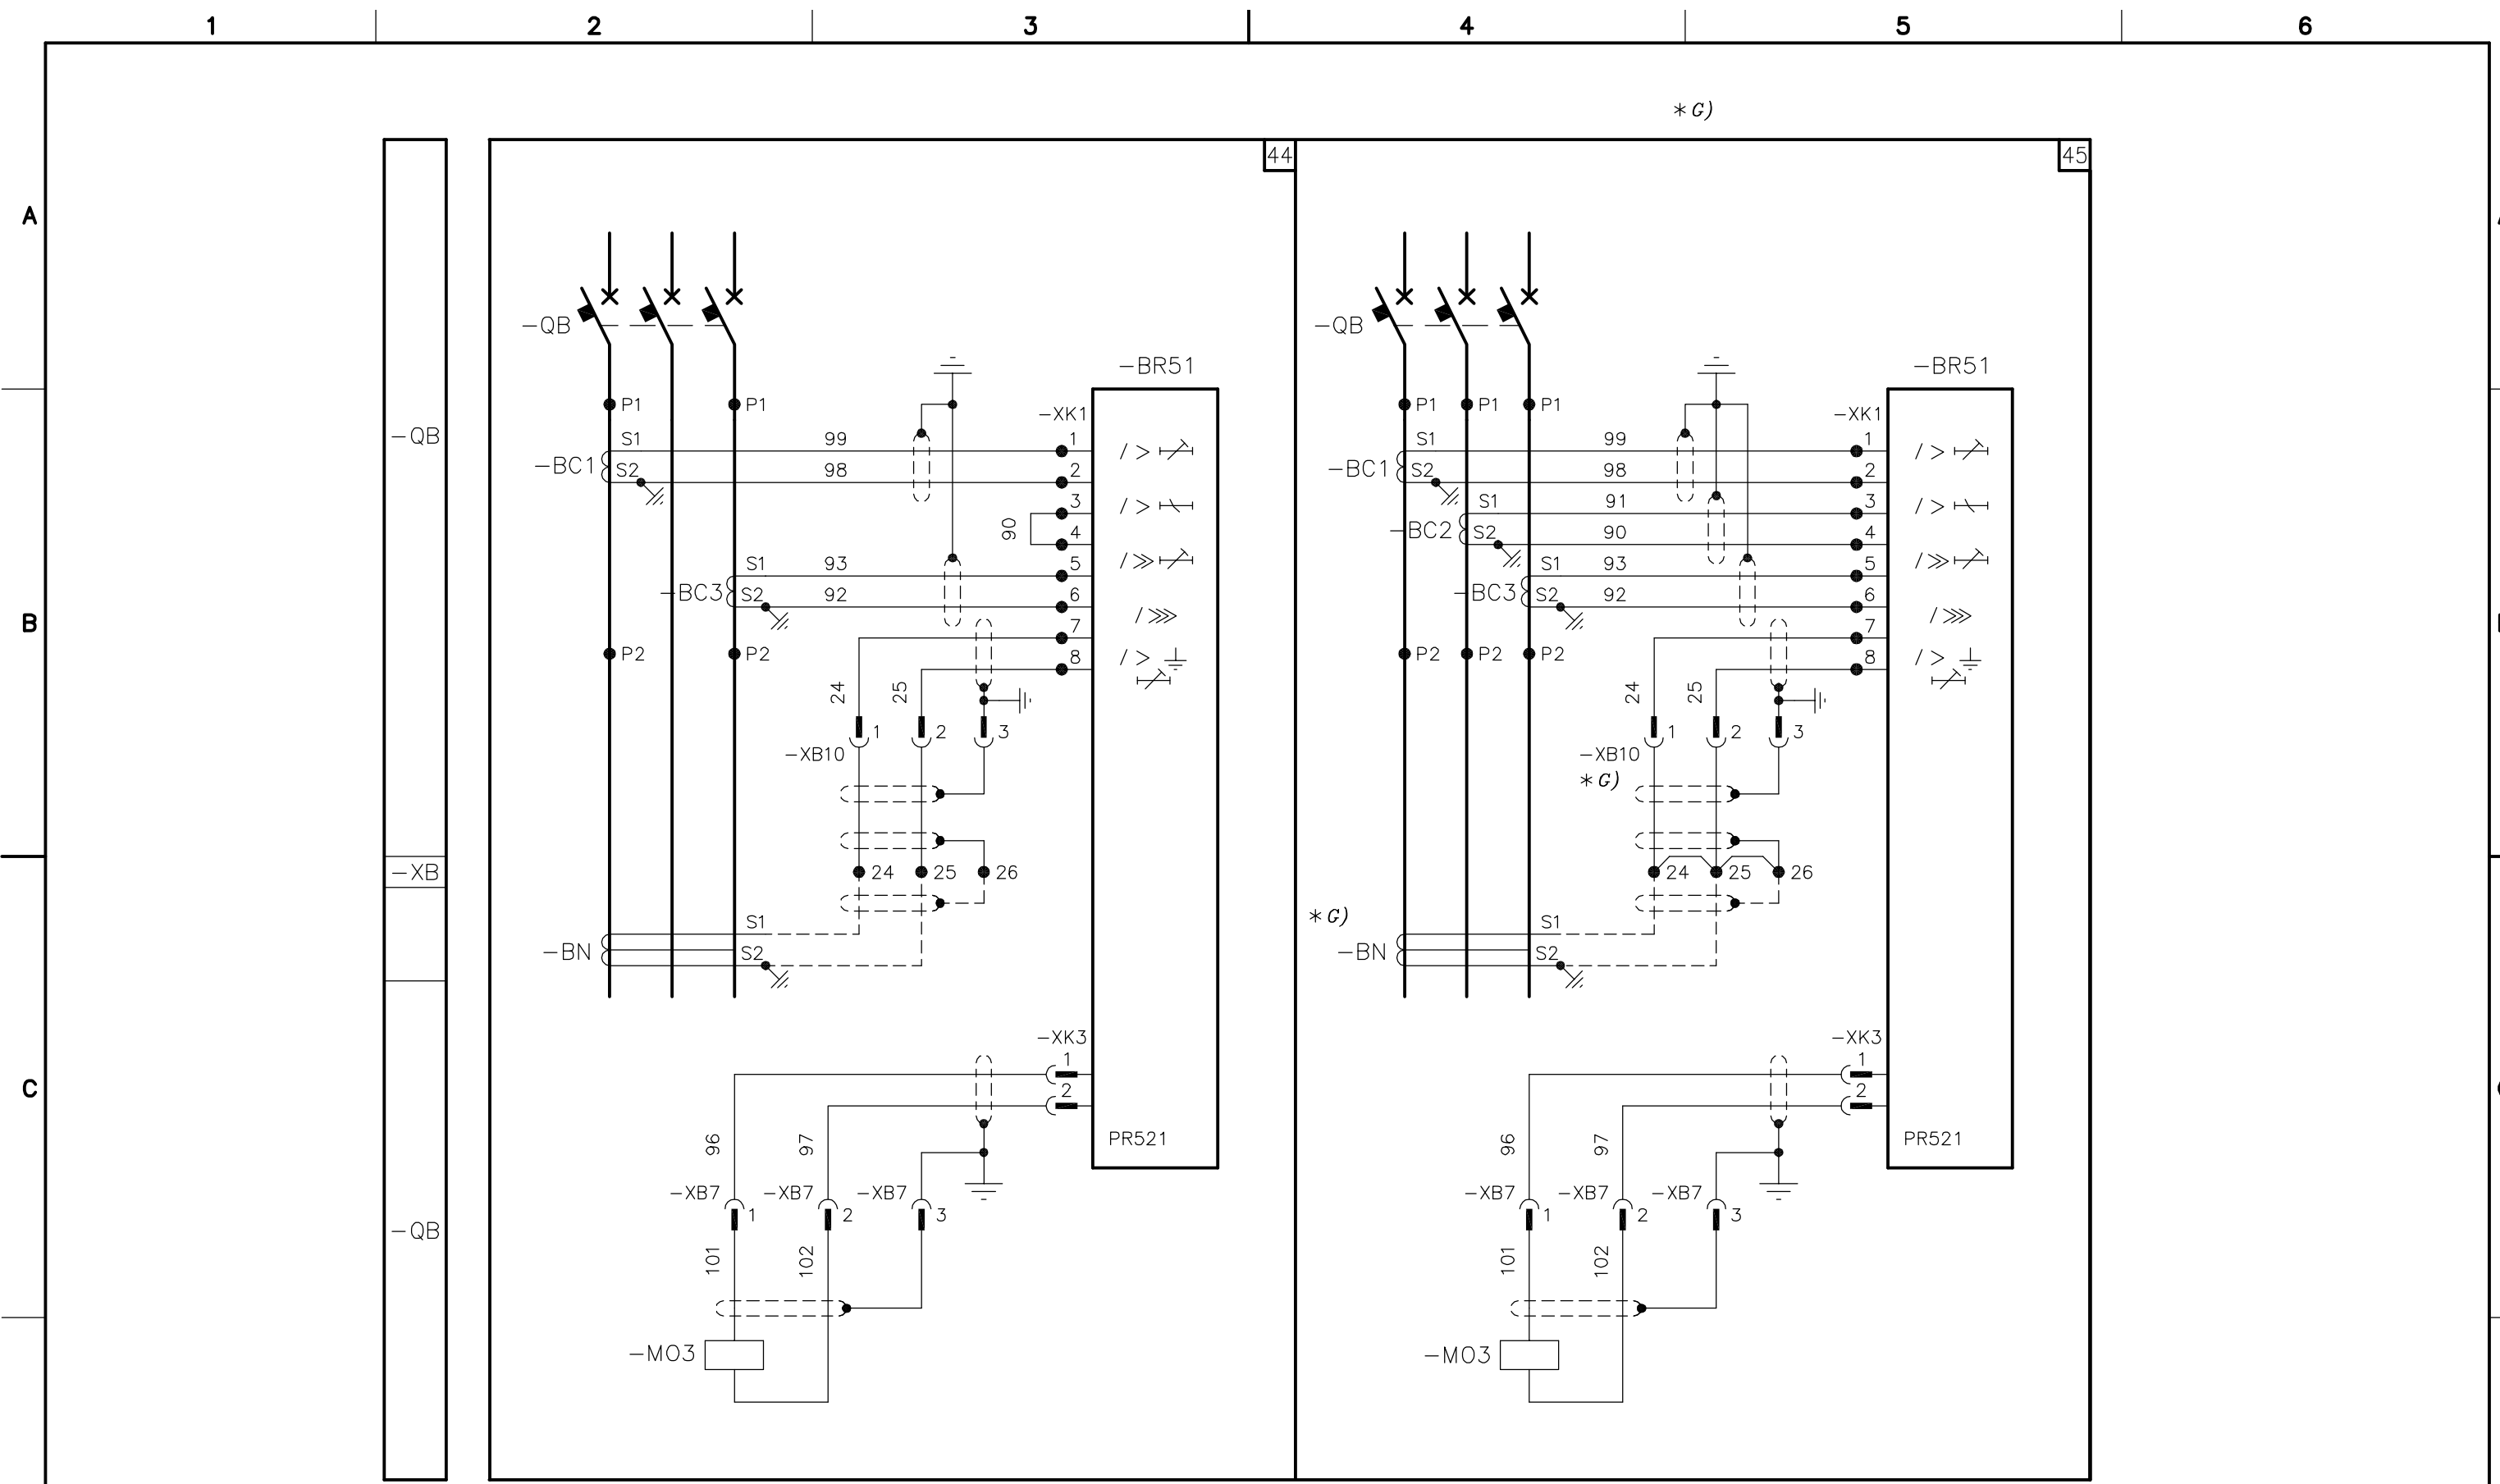 1 2 3 4 5 6
* G)
44 45
A
-QB -QB
-BR51 -BR51
P1 P1 -XK1 P1 P1 P1 -XK1
-QB
S1 99 1 /> S1 99 1 />
-BC1 S2 98 2 -BC1 S2 98 2
90 3 /> S1 91 3 />
4 -BC2 S2 90 4
S1 93 5 />>> S1 93 5 />>>
-BC3 S2 92 6 -BC3 S2 92 6
B
/>>>> />>>>
7 7
P2 P2 8 /> P2 P2 P2 8 />
24 25 24 25
1 2 3 1 2 3
-XB10 -XB10
* G)
-XB
24 25 26 24 25 26
S1 * G) S1
-BN S2 -BN S2
-XK3 -XK3
1 1
C
2 2
96 97 PR521 96 97 PR521
-XB7 -XB7 -XB7 -XB7 -XB7 -XB7
1 2 3 1 2 3
-QB
101 102 101 102
-MO3 -MO3